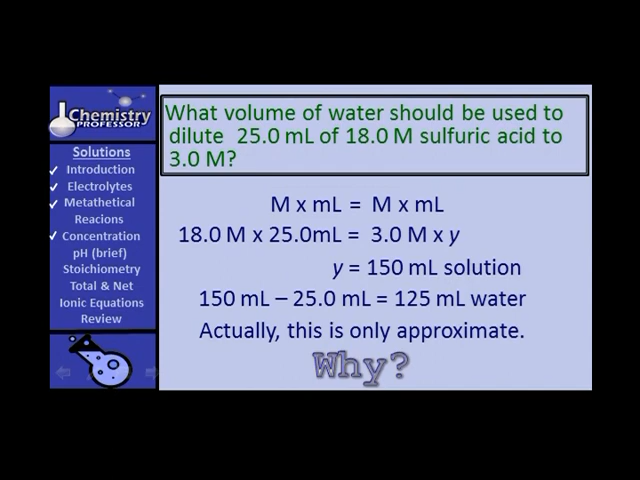 Chemistry
PROFESSOR
Solutions
Introduction
Electrolytes
Metathetical
Reacions
Concentration
pH (brief)
Stoichiometry
Total & Net
Ionic Equations
Review
What volume of water should be used to
dilute 25.0 mL of 18.0 M sulfuric acid to
3.0 M?
M x mL = M x mL
18.0 M x 25.0mL = 3.0 M x y
y = 150 mL solution
150 mL – 25.0 mL = 125 mL water
Actually, this is only approximate.
Why?